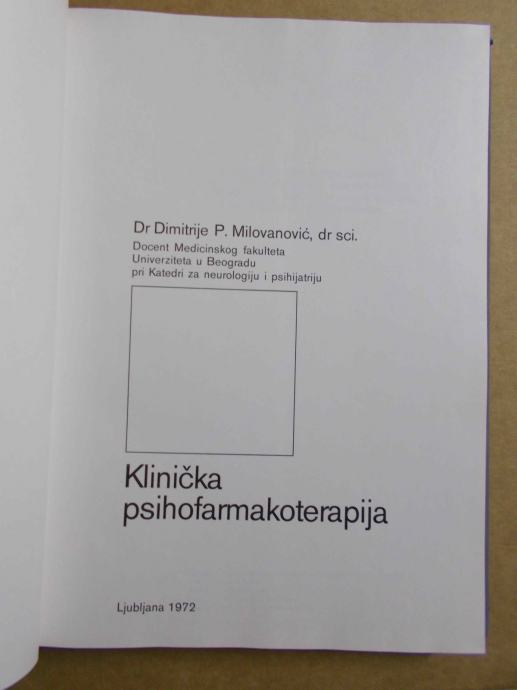 Dr Dimitrije P. Milovanović, dr sci.
Docent Medicinskog fakulteta
Univerziteta u Beogradu
pri Katedri za neurologiju i psihijatriju
Klinička
psihofarmakoterapija
Ljubljana 1972